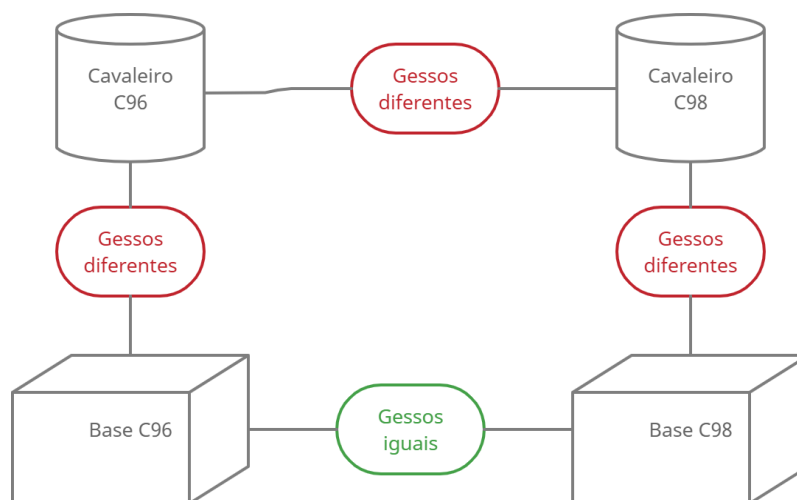 Cavaleiro
C96
Gessos
diferentes
Cavaleiro
C98
Gessos
diferentes
Gessos
diferentes
Base C96
Gessos
iguais
Base C98